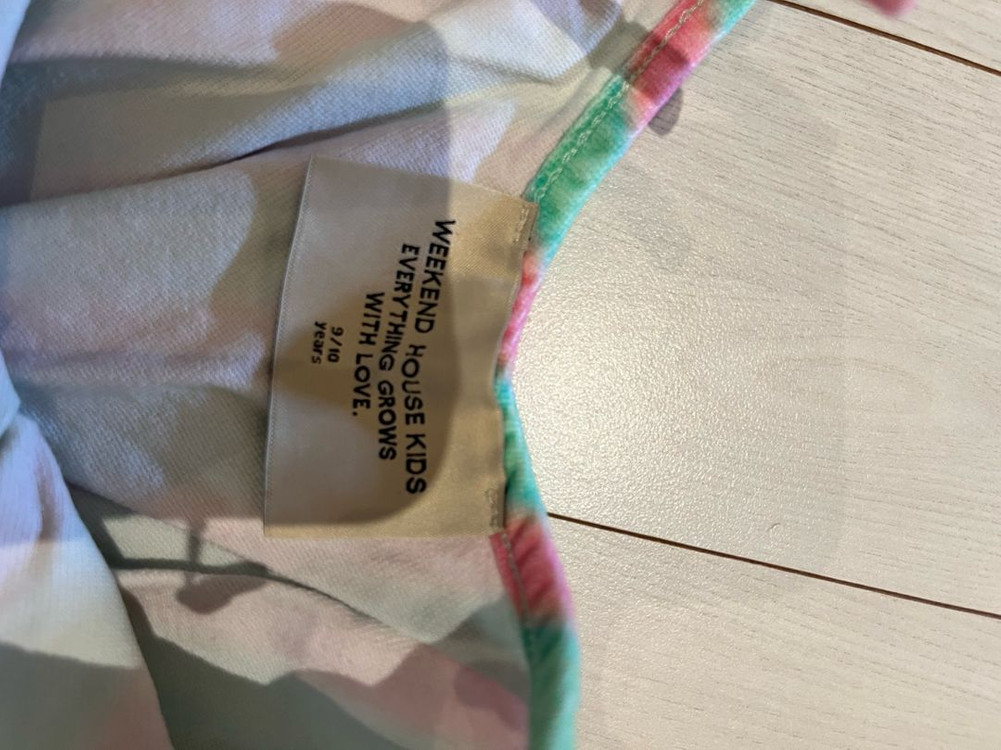 WEEKEND HOUSE KIDS
EVERYTHING GROWS
WITH LOVE.
9/10
years